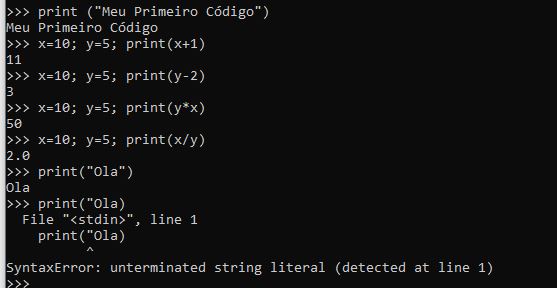 >>> print ("Meu Primeiro Código")
Meu Primeiro Código
>>> x=10; y=5; print(x+1)
11
>>> x=10; y=5; print(y-2)
3
>>> x=10; y=5; print(y*x)
50
>>> x=10; y=5; print(x/y)
2.0
>>> print("Ola")
Ola
>>> print("Ola)
  File "<stdin>", line 1
    print("Ola)
          ^
SyntaxError: unterminated string literal (detected at line 1)
>>>